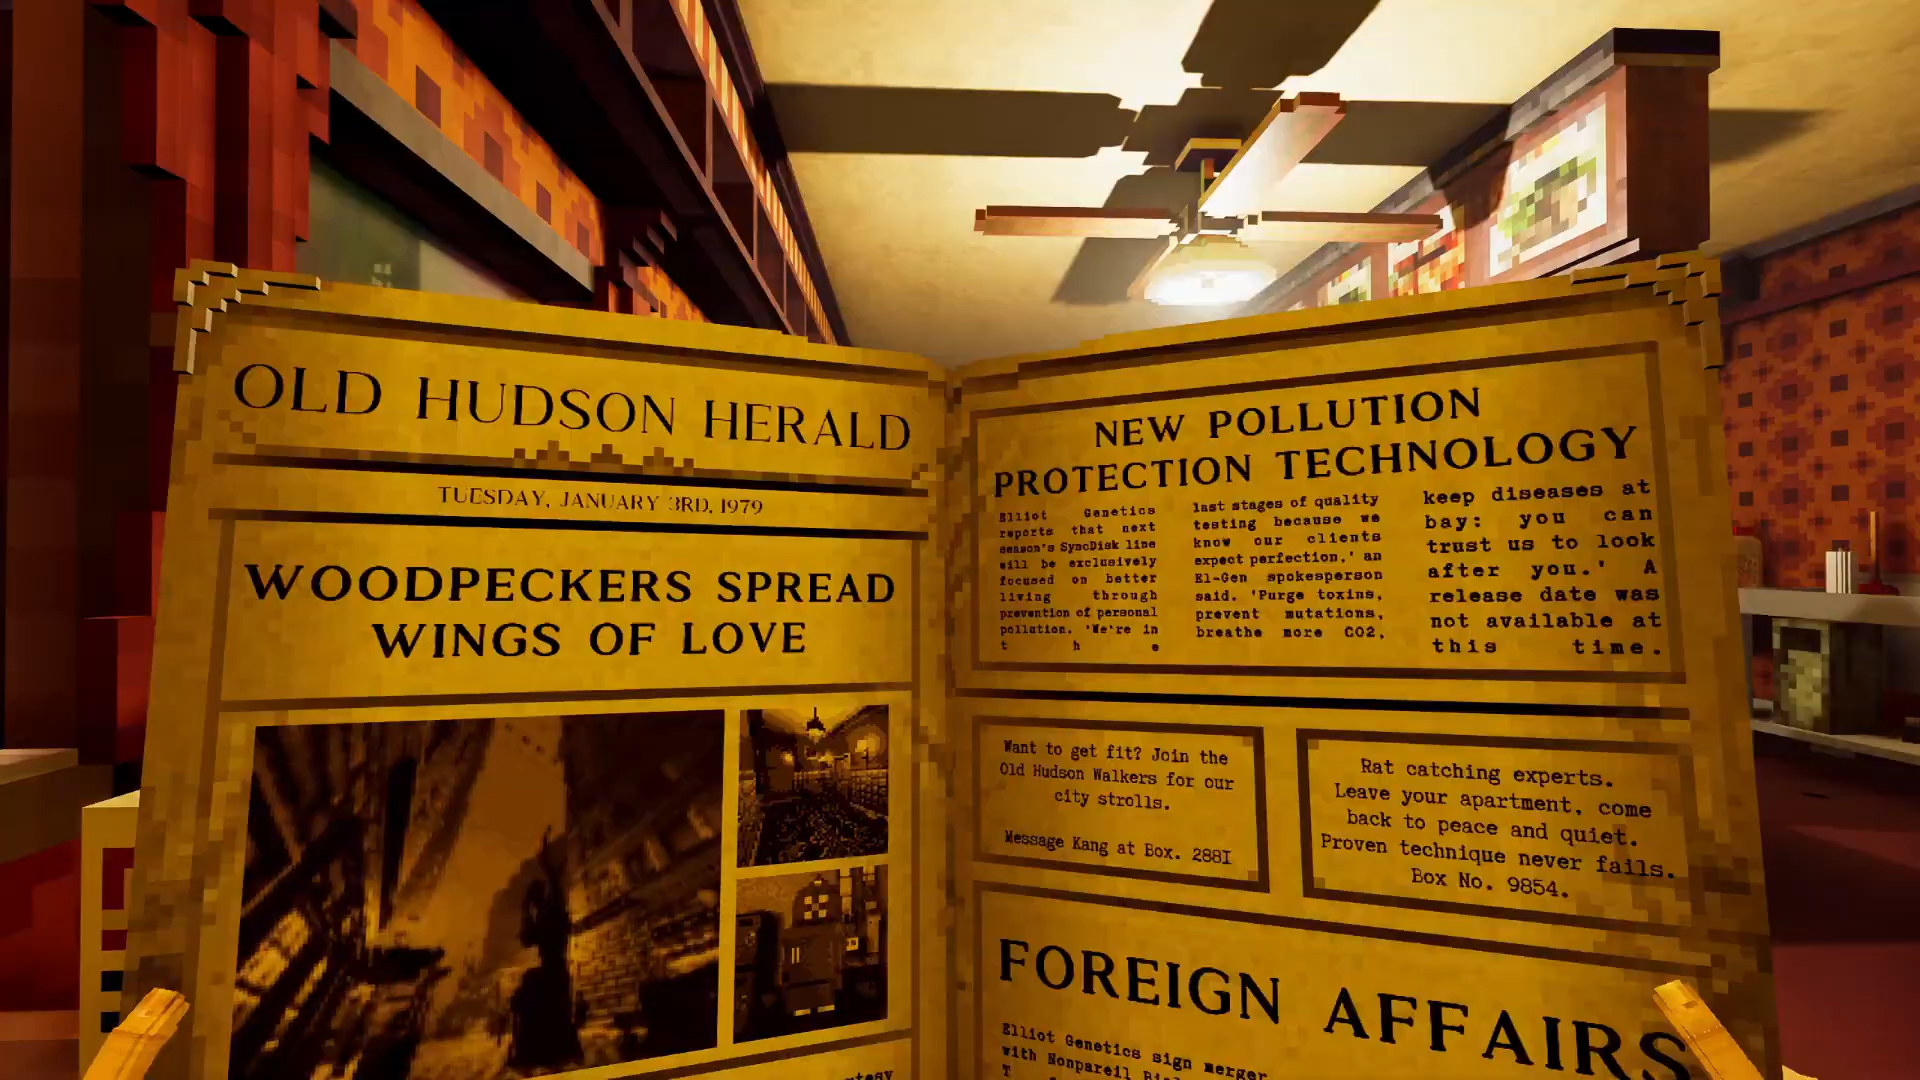 OLD HUDSON HERALD
TUESDAY, JANUARY 3RD, 1979
WOODPECKERS SPREAD
WINGS OF LOVE
NEW POLLUTION
PROTECTION TECHNOLOGY
Elliot Genetics
reports that next
season's SyncDisk line
will be exclusively
focused on better
living through
prevention of personal
pollution. 'We're in
t h e
last stages of quality
testing because we
know our clients
expect perfection,' an
El-Gen spokesperson
said. 'Purge toxins,
prevent mutations,
breathe more CO2,
keep diseases at
bay: you can
trust us to look
after you.' A
release date was
not available at
this time.
Want to get fit? Join the
Old Hudson Walkers for our
city strolls.
Message Kang at Box. 288I
Rat catching experts.
Leave your apartment, come
back to peace and quiet.
Proven technique never fails.
Box No. 9854.
FOREIGN AFFAIRS
Elliot Genetics sign merger
with Nonpareil